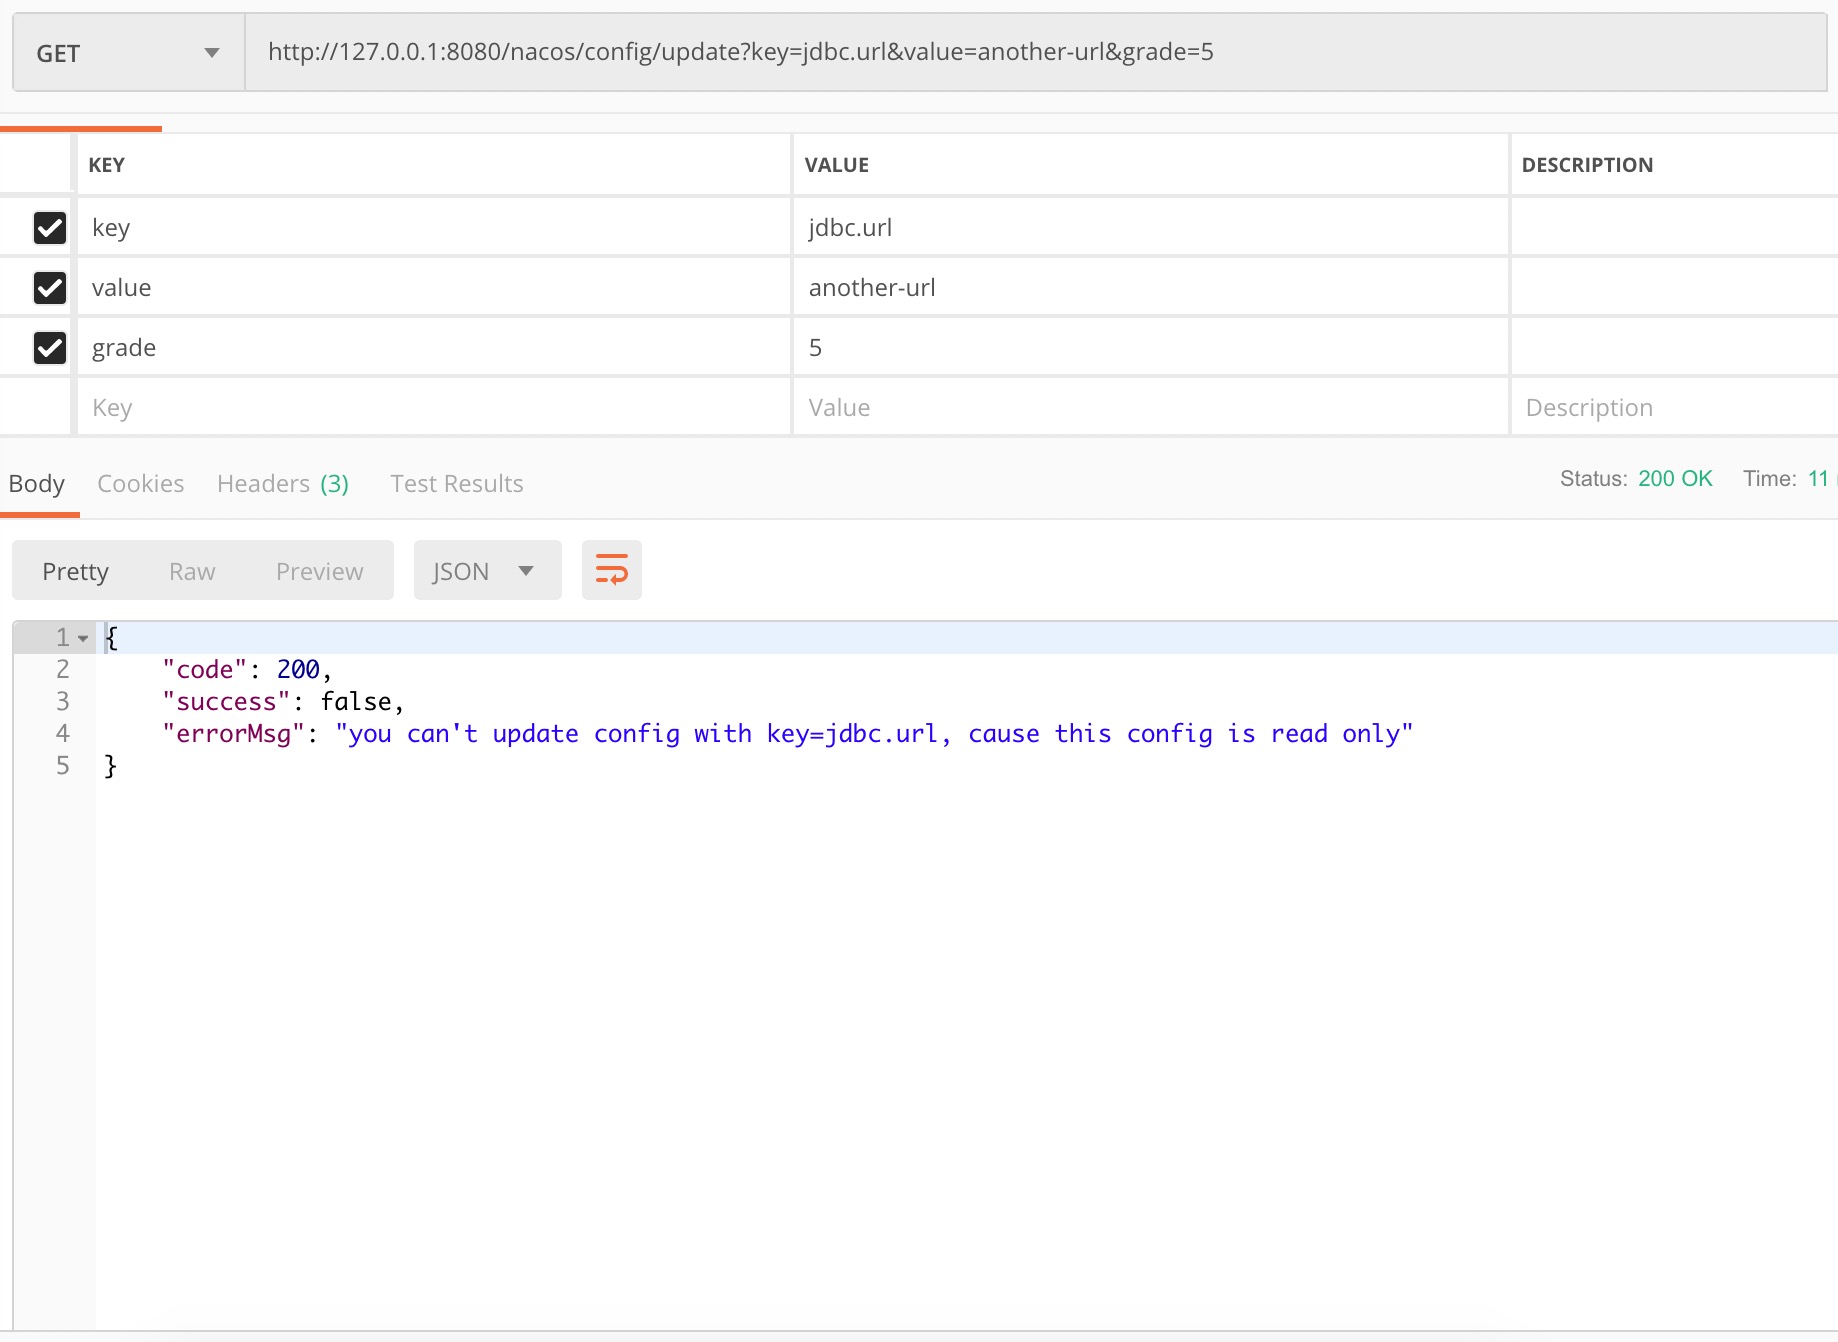 GET http://127.0.0.1:8080/nacos/config/update?key=jdbc.url&value=another-url&grade=5
KEY VALUE DESCRIPTION
key jdbc.url
value another-url
grade 5
Key Value Description
Body Cookies Headers (3) Test Results Status: 200 OK Time: 11
Pretty Raw Preview JSON
1 {
2 "code": 200,
3 "success": false,
4 "errorMsg": "you can't update config with key=jdbc.url, cause this config is read only"
5 }